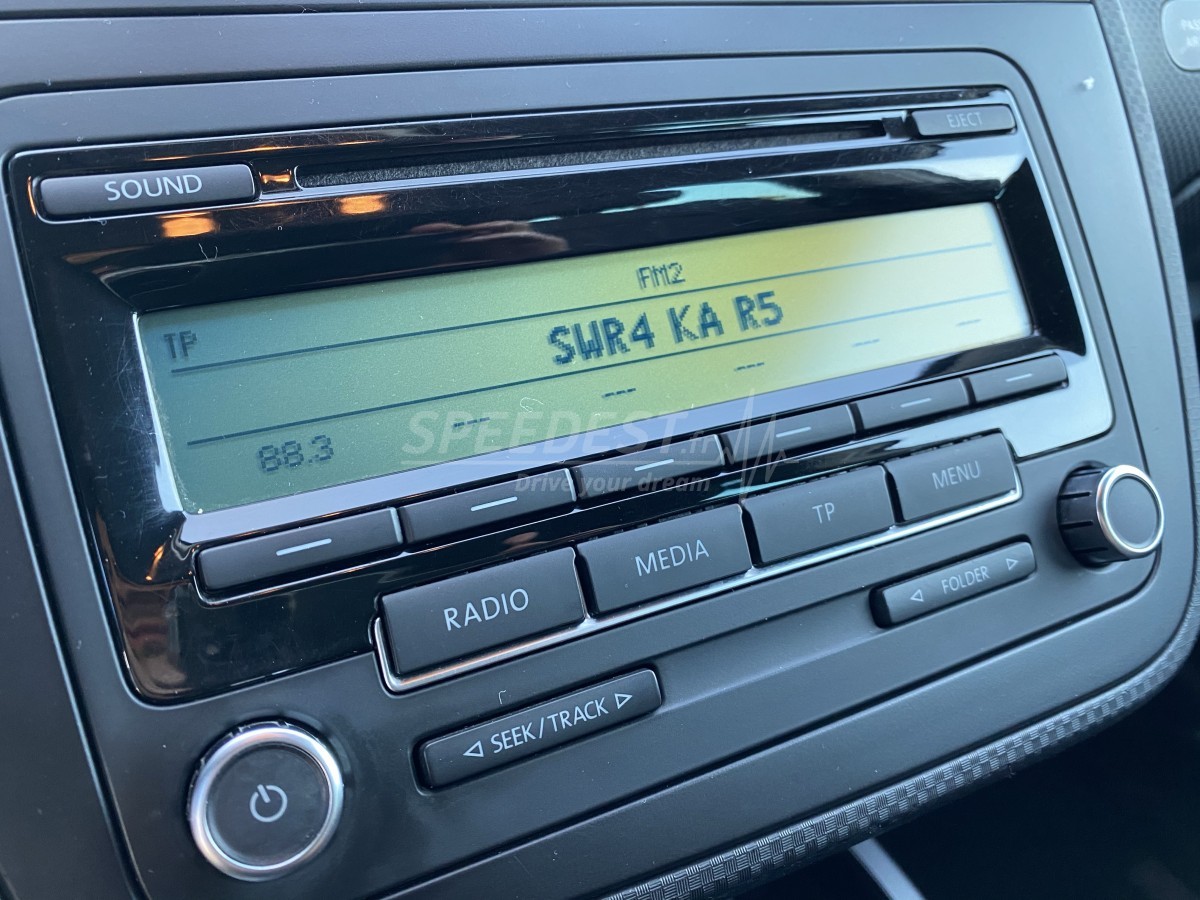 EJECT
SOUND
FM2
TP
SWR4 KA R5
--- --- --- --- ---
88.3
SPEEDEST.fr
Drive your dream
RADIO
MEDIA
TP
MENU
◁ FOLDER ▷
◁ SEEK/TRACK ▷